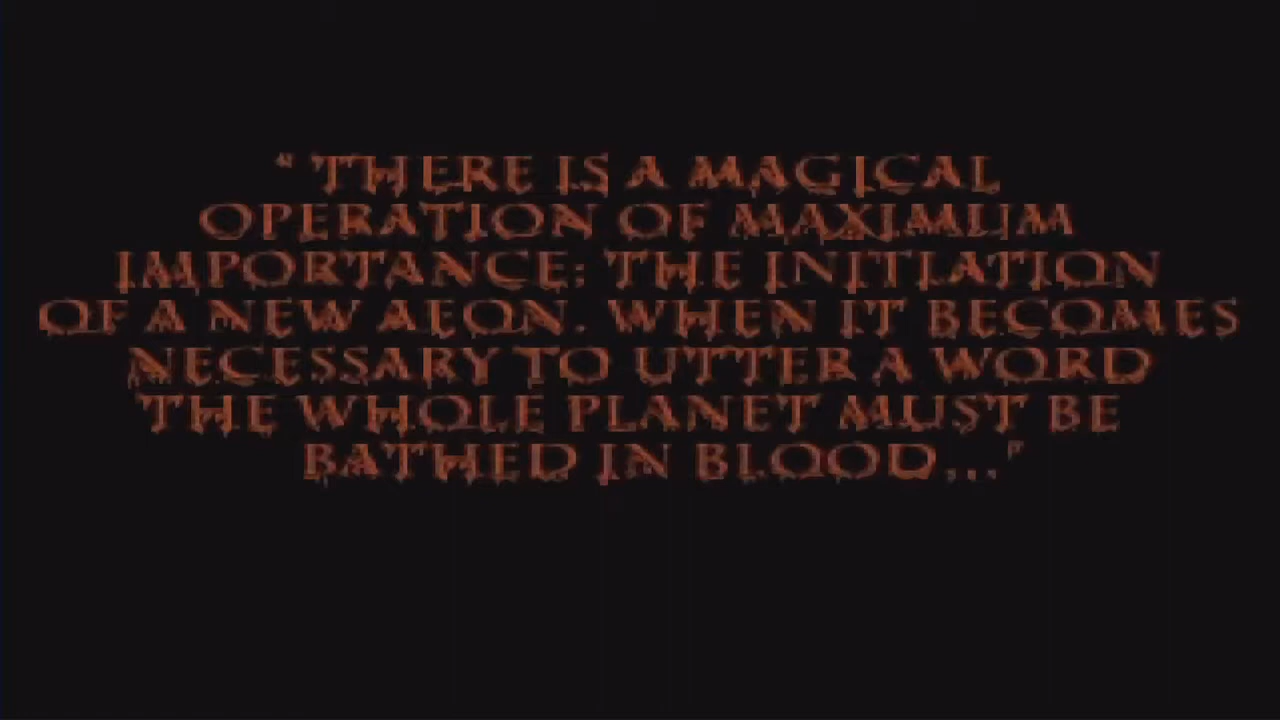 " THERE IS A MAGICAL
OPERATION OF MAXIMUM
IMPORTANCE: THE INITIATION
OF A NEW AEON. WHEN IT BECOMES
NECESSARY TO UTTER A WORD
THE WHOLE PLANET MUST BE
BATHED IN BLOOD..."